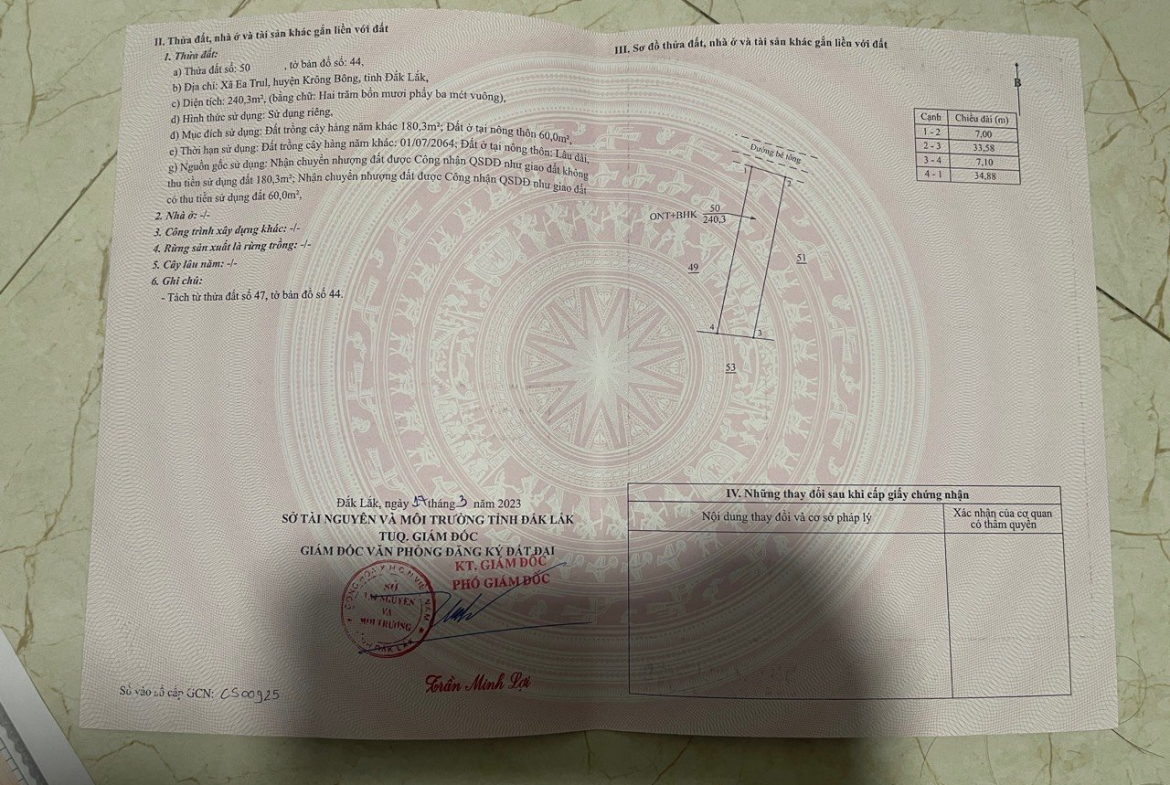 II. Thửa đất, nhà ở và tài sản khác gắn liền với đất
1. Thửa đất:
a) Thửa đất số: 50 , tờ bản đồ số: 44,
b) Địa chỉ: Xã Ea Trul, huyện Krông Bông, tỉnh Đắk Lắk,
c) Diện tích: 240,3m², (bằng chữ: Hai trăm bốn mươi phẩy ba mét vuông),
d) Hình thức sử dụng: Sử dụng riêng,
đ) Mục đích sử dụng: Đất trồng cây hàng năm khác 180,3m²; Đất ở tại nông thôn 60,0m²,
e) Thời hạn sử dụng: Đất trồng cây hàng năm khác: 01/07/2064; Đất ở tại nông thôn: Lâu dài,
g) Nguồn gốc sử dụng: Nhận chuyển nhượng đất được Công nhận QSDĐ như giao đất không
thu tiền sử dụng đất 180,3m²; Nhận chuyển nhượng đất được Công nhận QSDĐ như giao đất
có thu tiền sử dụng đất 60,0m²,
2. Nhà ở: -/-
3. Công trình xây dựng khác: -/-
4. Rừng sản xuất là rừng trồng: -/-
5. Cây lâu năm: -/-
6. Ghi chú:
- Tách từ thửa đất số 47, tờ bản đồ số 44.
Đắk Lắk, ngày 17 tháng 3 năm 2023
SỞ TÀI NGUYÊN VÀ MÔI TRƯỜNG TỈNH ĐẮK LẮK
TUQ. GIÁM ĐỐC
GIÁM ĐỐC VĂN PHÒNG ĐĂNG KÝ ĐẤT ĐAI
KT. GIÁM ĐỐC
PHÓ GIÁM ĐỐC
SỞ
TÀI NGUYÊN
VÀ
MÔI TRƯỜNG
Trần Minh Lợi
Số vào sổ cấp GCN: CS00925
III. Sơ đồ thửa đất, nhà ở và tài sản khác gắn liền với đất
B
Cạnh Chiều dài (m)
1 - 2 7,00
2 - 3 33,58
3 - 4 7,10
4 - 1 34,88
Đường bê tông
1
2
ONT+BHK 50
240,3
49
51
4
3
53
IV. Những thay đổi sau khi cấp giấy chứng nhận
Nội dung thay đổi và cơ sở pháp lý
Xác nhận của cơ quan
có thẩm quyền